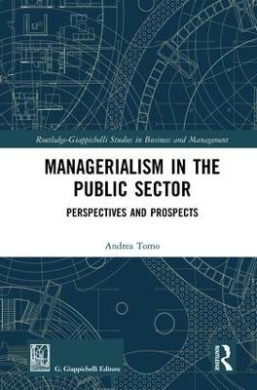 Routledge-Giappichelli Studies in Business and Management
MANAGERIALISM IN THE
PUBLIC SECTOR
PERSPECTIVES AND PROSPECTS
Andrea Tomo
G. Giappichelli Editore